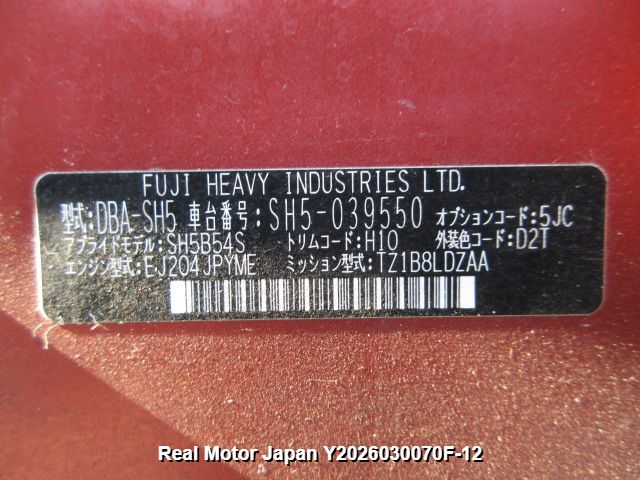 FUJI HEAVY INDUSTRIES LTD.
型式:DBA-SH5 車台番号:SH5-039550 オプションコード:5JC
アプライドモデル:SH5B54S トリムコード:H10 外装色コード:D2T
エンジン型式:EJ204JPYME ミッション型式:TZ1B8LDZAA
Real Motor Japan Y2026030070F-12